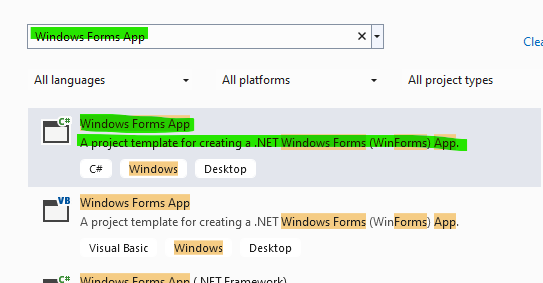 Windows Forms App
Clea
All languages
All platforms
All project types
C#
Windows Forms App
A project template for creating a .NET Windows Forms (WinForms) App.
C#
Windows
Desktop
VB
Windows Forms App
A project template for creating a .NET Windows Forms (WinForms) App.
Visual Basic
Windows
Desktop
C#
Windows Forms App (.NET Framework)